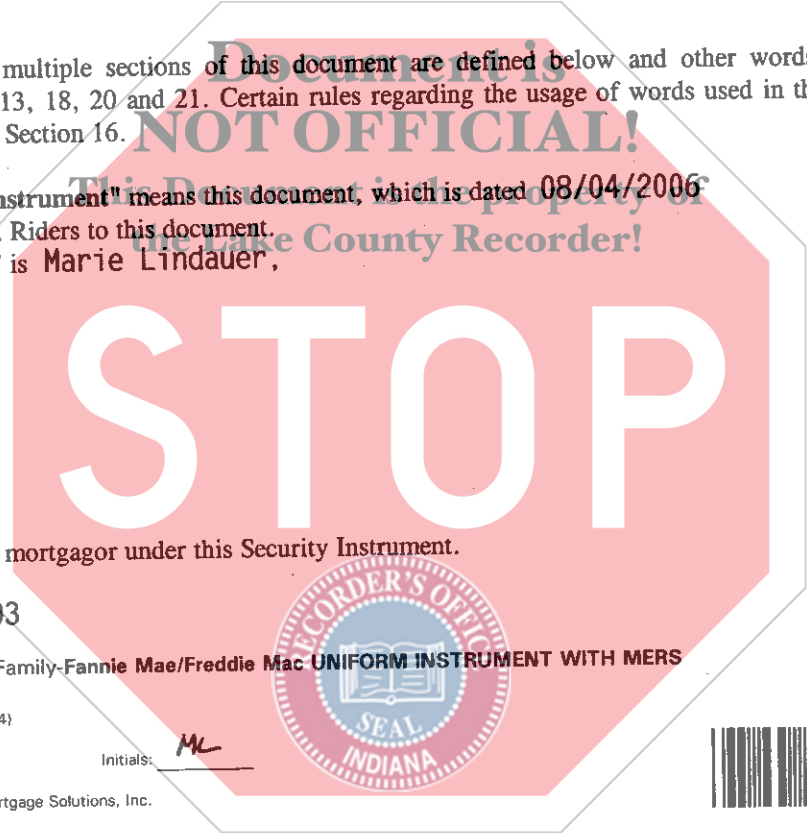 multiple sections of this document are defined below and other words
Document is
13, 18, 20 and 21. Certain rules regarding the usage of words used in th
Section 16.
NOT OFFICIAL!
nstrument" means this document, which is dated 08/04/2006
This Document is the property of
Riders to this document.
the Lake County Recorder!
is Marie Lindauer,
STOP
mortgagor under this Security Instrument.
93
Family-Fannie Mae/Freddie Mac UNIFORM INSTRUMENT WITH MERS
4)
Initials: ML
rtgage Solutions, Inc.
RECORDER'S OFFICE
SEAL
INDIANA